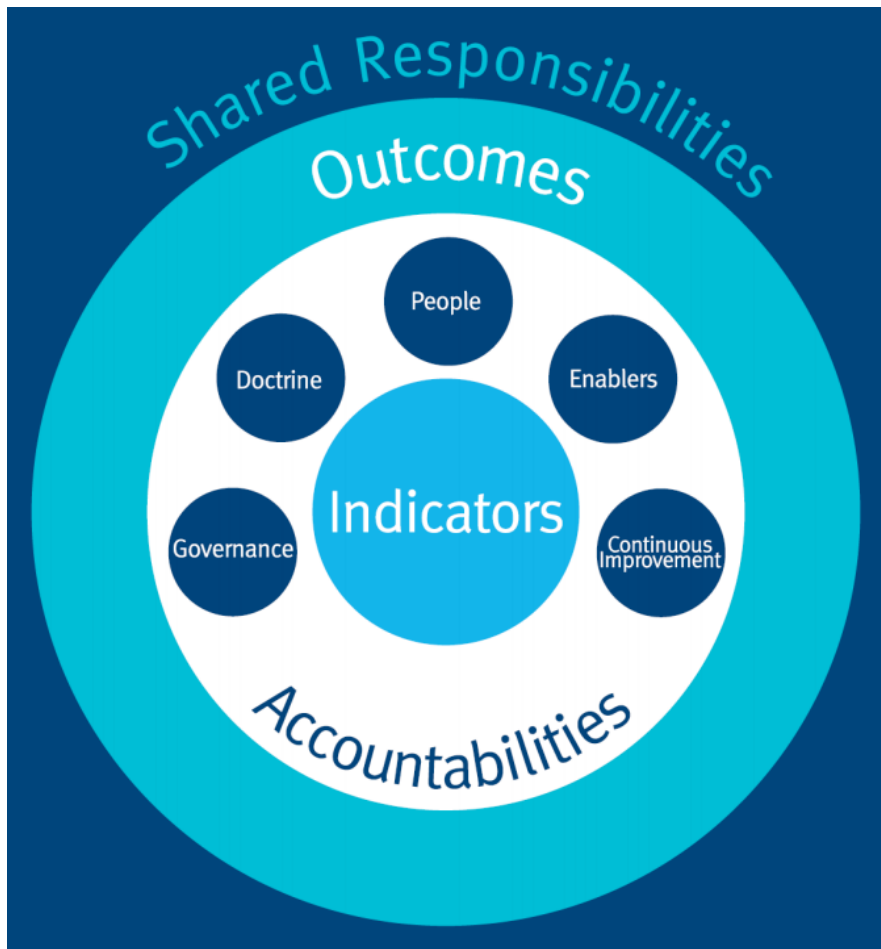 Shared Responsibilities
Outcomes
People
Doctrine
Enablers
Indicators
Governance
Continuous
Improvement
Accountabilities